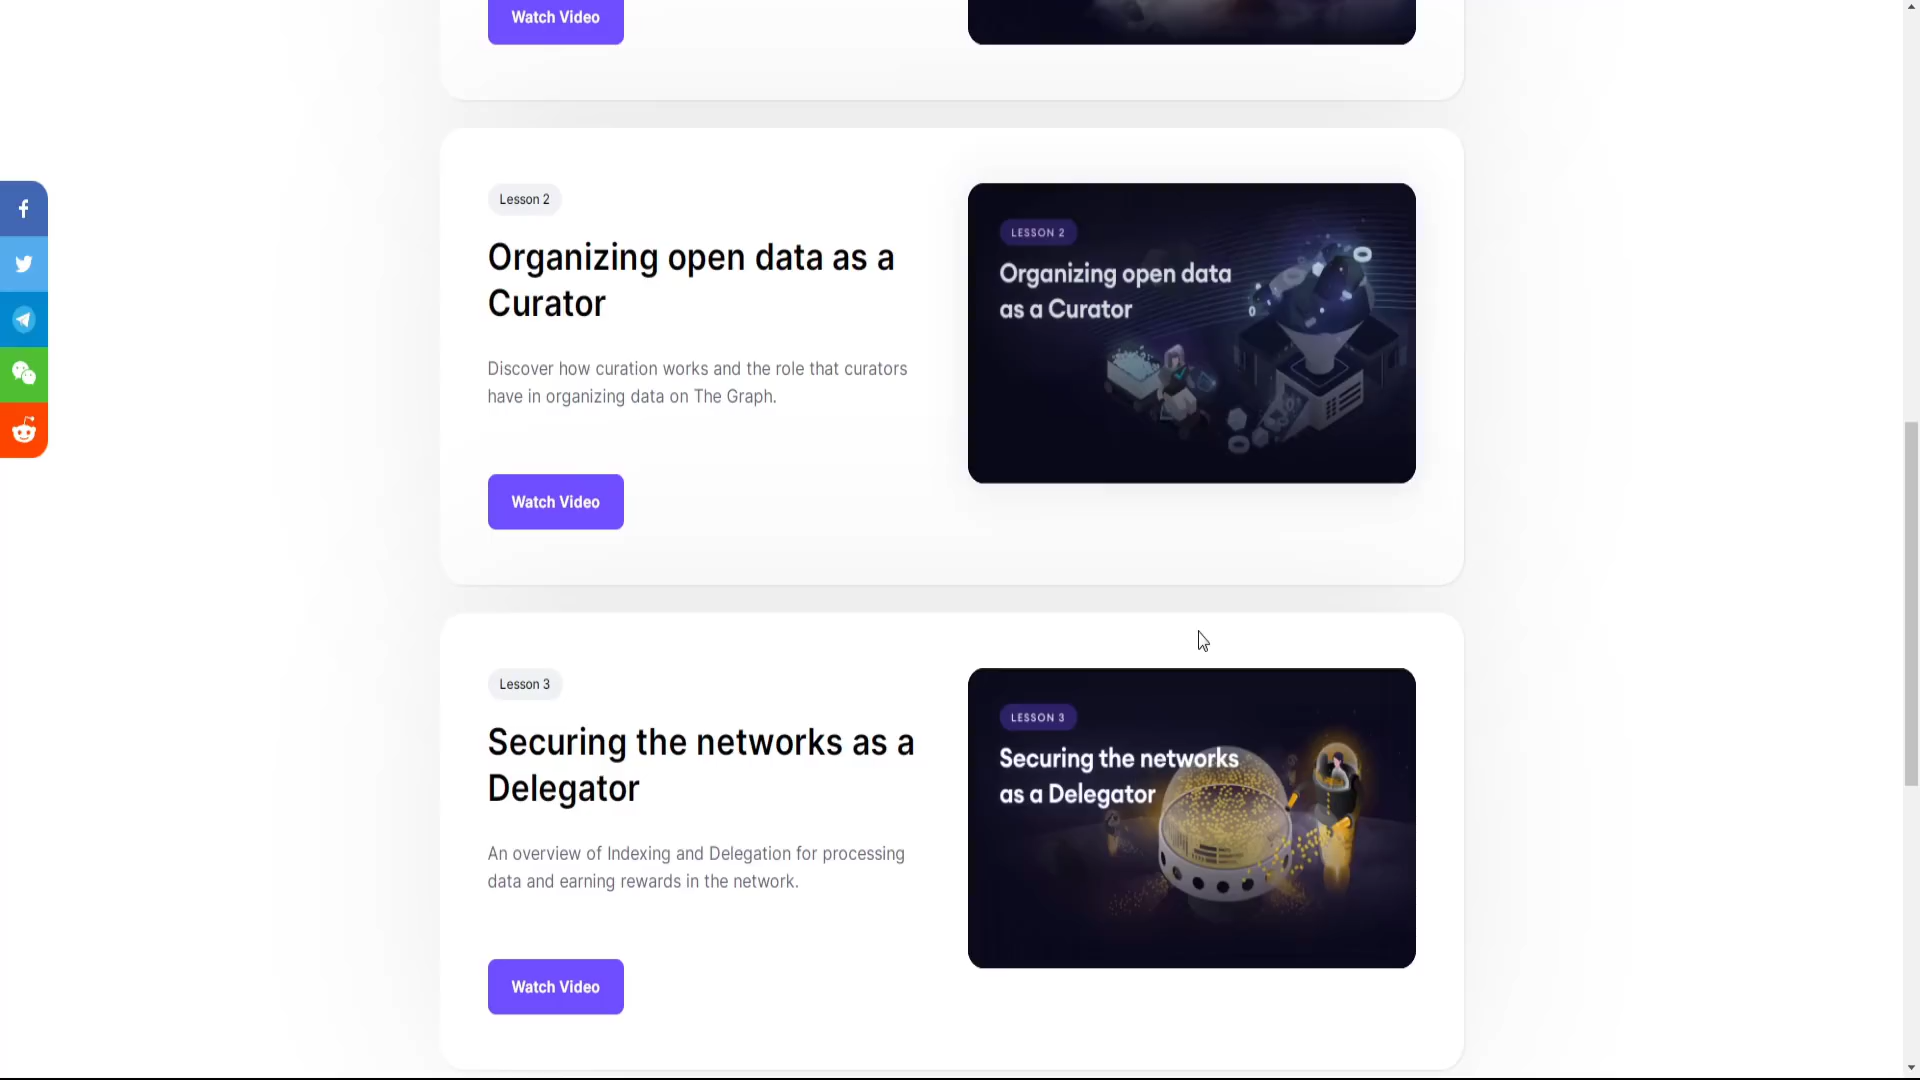 Watch Video
Lesson 2
Organizing open data as a
Curator
Discover how curation works and the role that curators
have in organizing data on The Graph.
Watch Video
LESSON 2
Organizing open data
as a Curator
Lesson 3
Securing the networks as a
Delegator
An overview of Indexing and Delegation for processing
data and earning rewards in the network.
Watch Video
LESSON 3
Securing the networks
as a Delegator